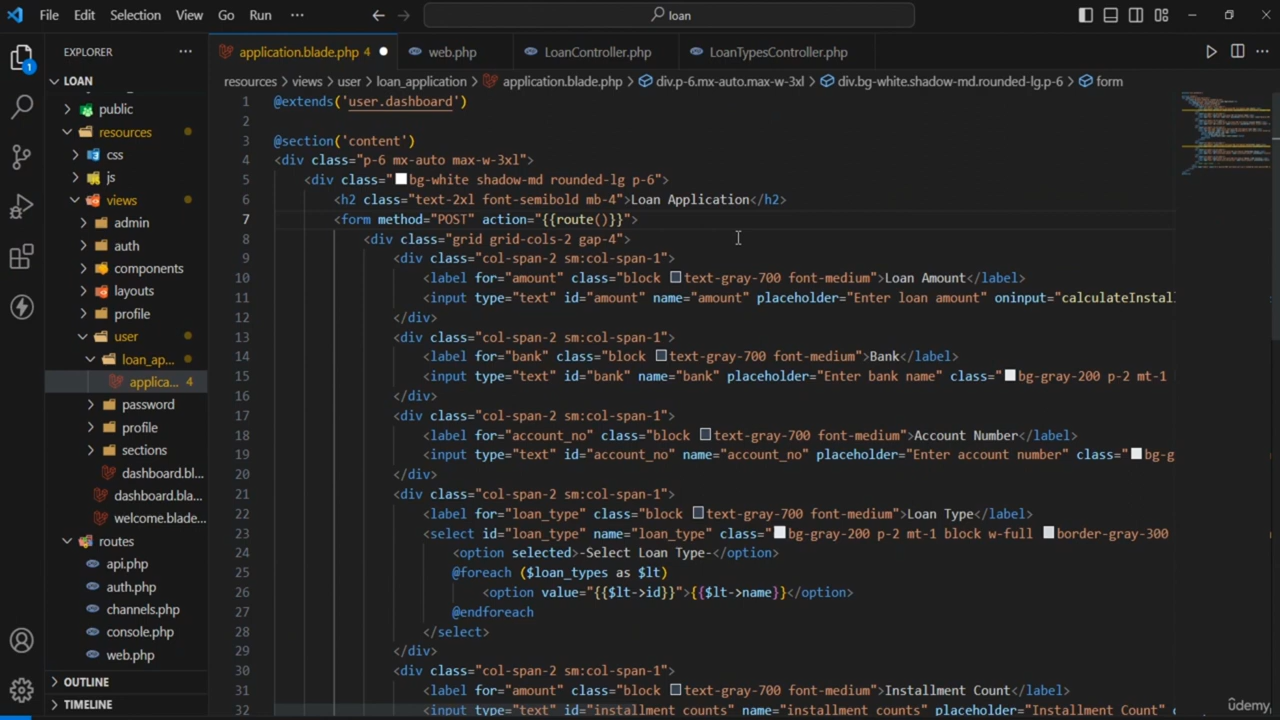 File Edit Selection View Go Run ··· loan
EXPLORER ···
application.blade.php 4 web.php LoanController.php LoanTypesController.php
resources > views > user > loan_application > application.blade.php > div.p-6.mx-auto.max-w-3xl > div.bg-white.shadow-md.rounded-lg.p-6 > form
1
LOAN
public
resources
css
js
views
admin
auth
components
layouts
profile
user
loan_ap...
applica... 4
password
profile
sections
dashboard.bl...
dashboard.bla...
welcome.blade...
routes
api.php
auth.php
channels.php
console.php
web.php
OUTLINE
TIMELINE
1 @extends('user.dashboard')
2
3 @section('content')
4 <div class="p-6 mx-auto max-w-3xl">
5 <div class="bg-white shadow-md rounded-lg p-6">
6 <h2 class="text-2xl font-semibold mb-4">Loan Application</h2>
7 <form method="POST" action="{{route()}}">
8 <div class="grid grid-cols-2 gap-4">
9 <div class="col-span-2 sm:col-span-1">
10 <label for="amount" class="block text-gray-700 font-medium">Loan Amount</label>
11 <input type="text" id="amount" name="amount" placeholder="Enter loan amount" oninput="calculateInstall
12 </div>
13 <div class="col-span-2 sm:col-span-1">
14 <label for="bank" class="block text-gray-700 font-medium">Bank</label>
15 <input type="text" id="bank" name="bank" placeholder="Enter bank name" class="bg-gray-200 p-2 mt-1
16 </div>
17 <div class="col-span-2 sm:col-span-1">
18 <label for="account_no" class="block text-gray-700 font-medium">Account Number</label>
19 <input type="text" id="account_no" name="account_no" placeholder="Enter account number" class="bg-g
20 </div>
21 <div class="col-span-2 sm:col-span-1">
22 <label for="loan_type" class="block text-gray-700 font-medium">Loan Type</label>
23 <select id="loan_type" name="loan_type" class="bg-gray-200 p-2 mt-1 block w-full border-gray-300
24 <option selected>-Select Loan Type-</option>
25 @foreach ($loan_types as $lt)
26 <option value="{{$lt->id}}">{{$lt->name}}</option>
27 @endforeach
28 </select>
29 </div>
30 <div class="col-span-2 sm:col-span-1">
31 <label for="amount" class="block text-gray-700 font-medium">Installment Count</label>
32 <input type="text" id="installment_counts" name="installment_counts" placeholder="Installment Count"
udemy